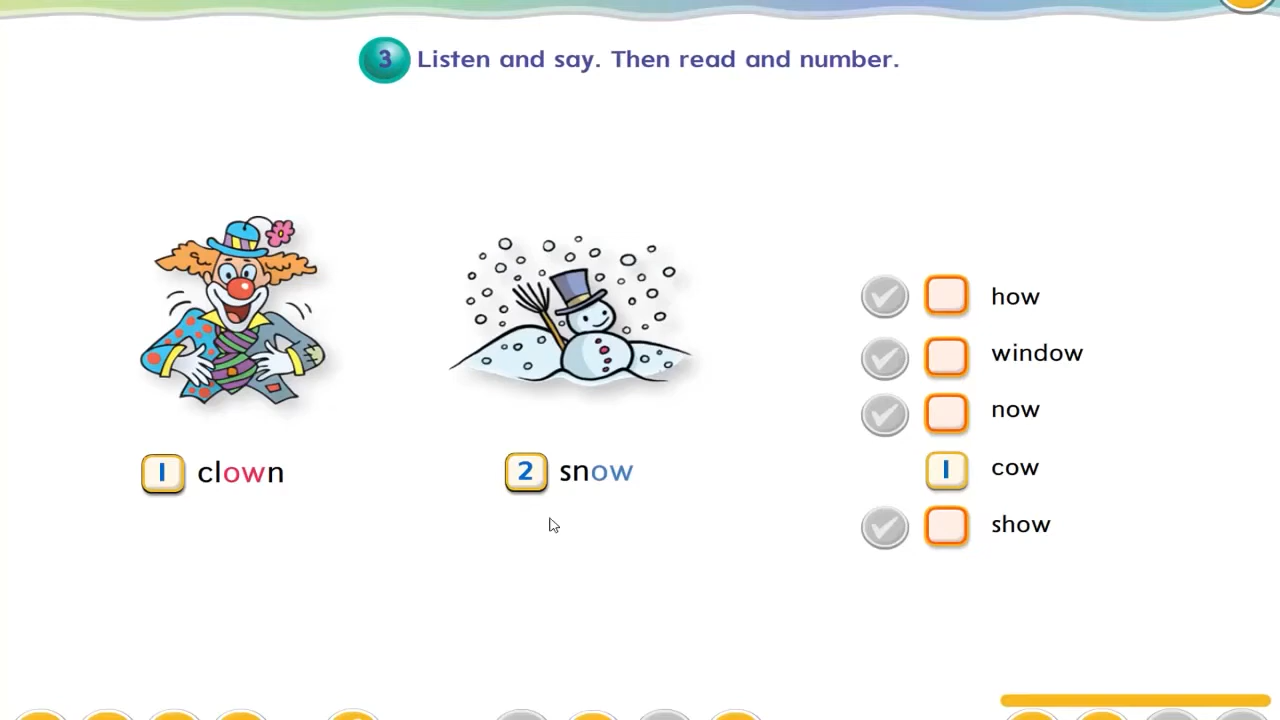 3 Listen and say. Then read and number.
how
window
now
1 cow
show
1 clown
2 snow